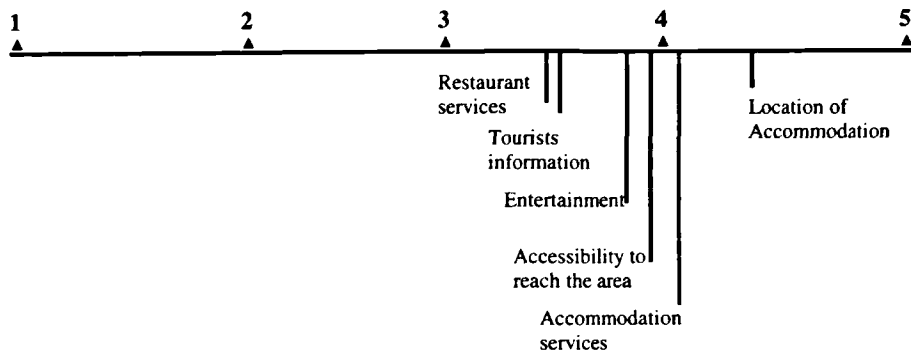 1 2 3 4 5
Restaurant
services
Tourists
information
Entertainment
Accessibility to
reach the area
Accommodation
services
Location of
Accommodation